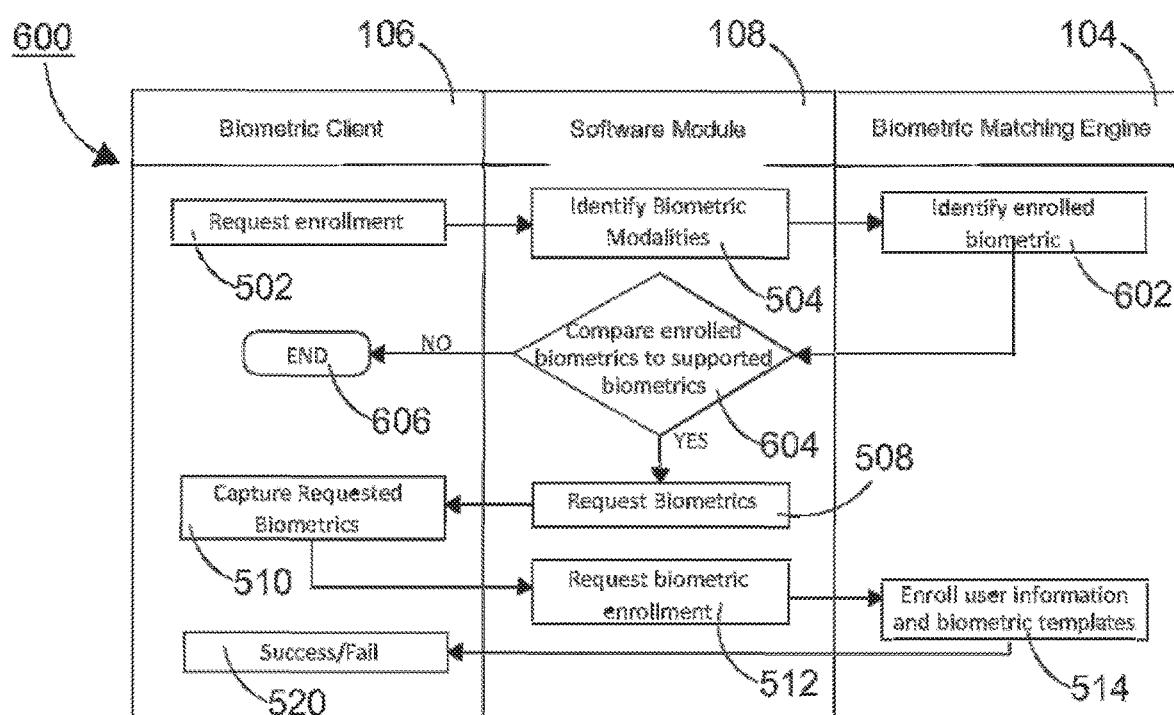 600
106
108
104
Biometric Client
Software Module
Biometric Matching Engine
Request enrollment
Identify Biometric
Modalities
Identify enrolled
biometric
502
504
602
Compare enrolled
biometrics to supported
biometrics
NO
END
606
604
YES
508
Capture Requested
Biometrics
Request Biometrics
510
Request biometric
enrollment
Enroll user information
and biometric templates
Success/Fail
520
512
514